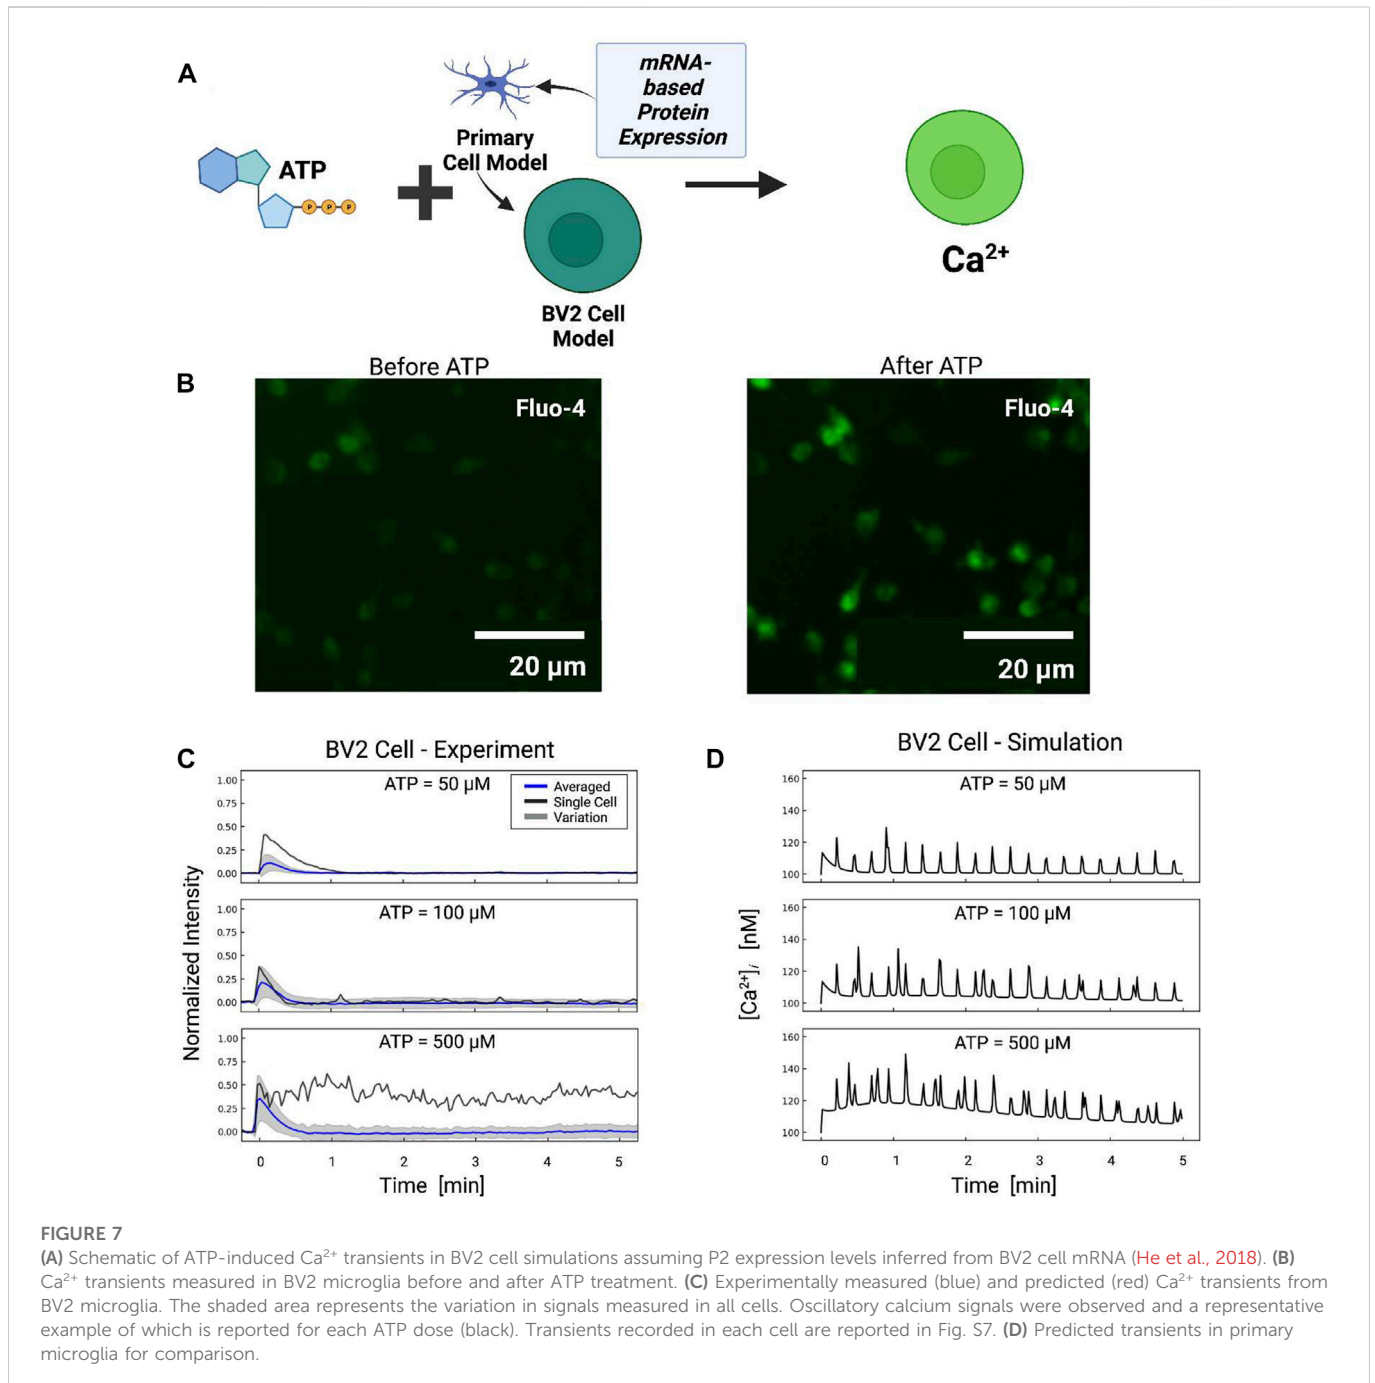 A
mRNA-
based
Protein
Expression
Primary
Cell Model
ATP
P P P
BV2 Cell
Model
Ca²⁺
B
Before ATP
After ATP
Fluo-4
Fluo-4
20 µm
20 µm
C
BV2 Cell - Experiment
D
BV2 Cell - Simulation
Normalized Intensity
ATP = 50 µM
Averaged
Single Cell
Variation
1.00
0.75
0.50
0.25
0.00
ATP = 100 µM
1.00
0.75
0.50
0.25
0.00
ATP = 500 µM
1.00
0.75
0.50
0.25
0.00
0 1 2 3 4 5
Time [min]
[Ca²⁺]ᵢ [nM]
ATP = 50 µM
160
140
120
100
ATP = 100 µM
160
140
120
100
ATP = 500 µM
160
140
120
100
0 1 2 3 4 5
Time [min]
FIGURE 7
(A) Schematic of ATP-induced Ca²⁺ transients in BV2 cell simulations assuming P2 expression levels inferred from BV2 cell mRNA (He et al., 2018). (B)
Ca²⁺ transients measured in BV2 microglia before and after ATP treatment. (C) Experimentally measured (blue) and predicted (red) Ca²⁺ transients from
BV2 microglia. The shaded area represents the variation in signals measured in all cells. Oscillatory calcium signals were observed and a representative
example of which is reported for each ATP dose (black). Transients recorded in each cell are reported in Fig. S7. (D) Predicted transients in primary
microglia for comparison.